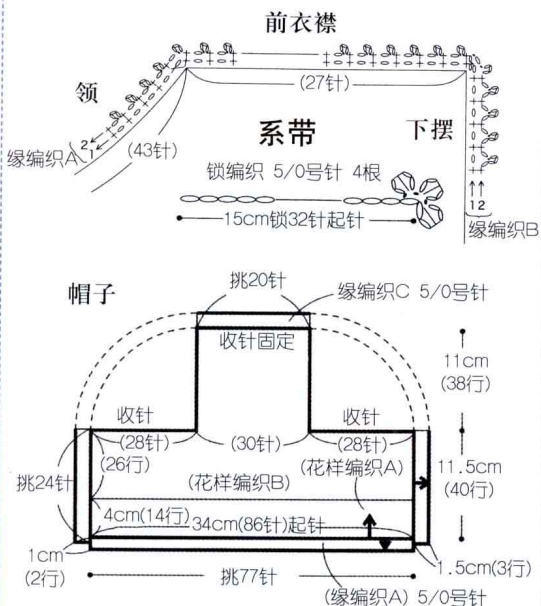 前衣襟
(27针)
领
2
1
缘编织A
(43针)
系带
下摆
锁编织 5/0号针 4根
15cm锁32针起针
12
缘编织B
帽子
挑20针
缘编织C 5/0号针
收针固定
11cm
(38行)
收针
收针
(28针)
(30针)
(28针)
(26行)
(花样编织A)
挑24针
(花样编织B)
11.5cm
(40行)
4cm(14行)
34cm(86针)起针
1cm
(2行)
1.5cm(3行)
挑77针
(缘编织A) 5/0号针